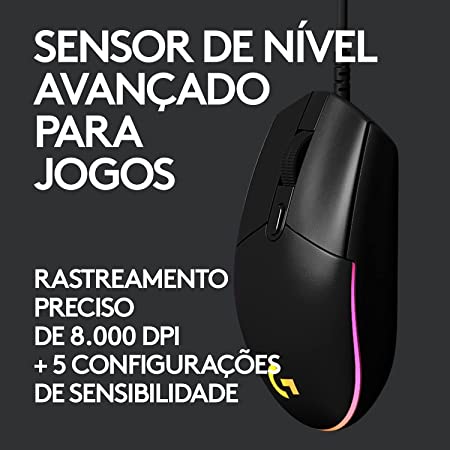 SENSOR DE NÍVEL
AVANÇADO
PARA
JOGOS
RASTREAMENTO
PRECISO
DE 8.000 DPI
+ 5 CONFIGURAÇÕES
DE SENSIBILIDADE
G